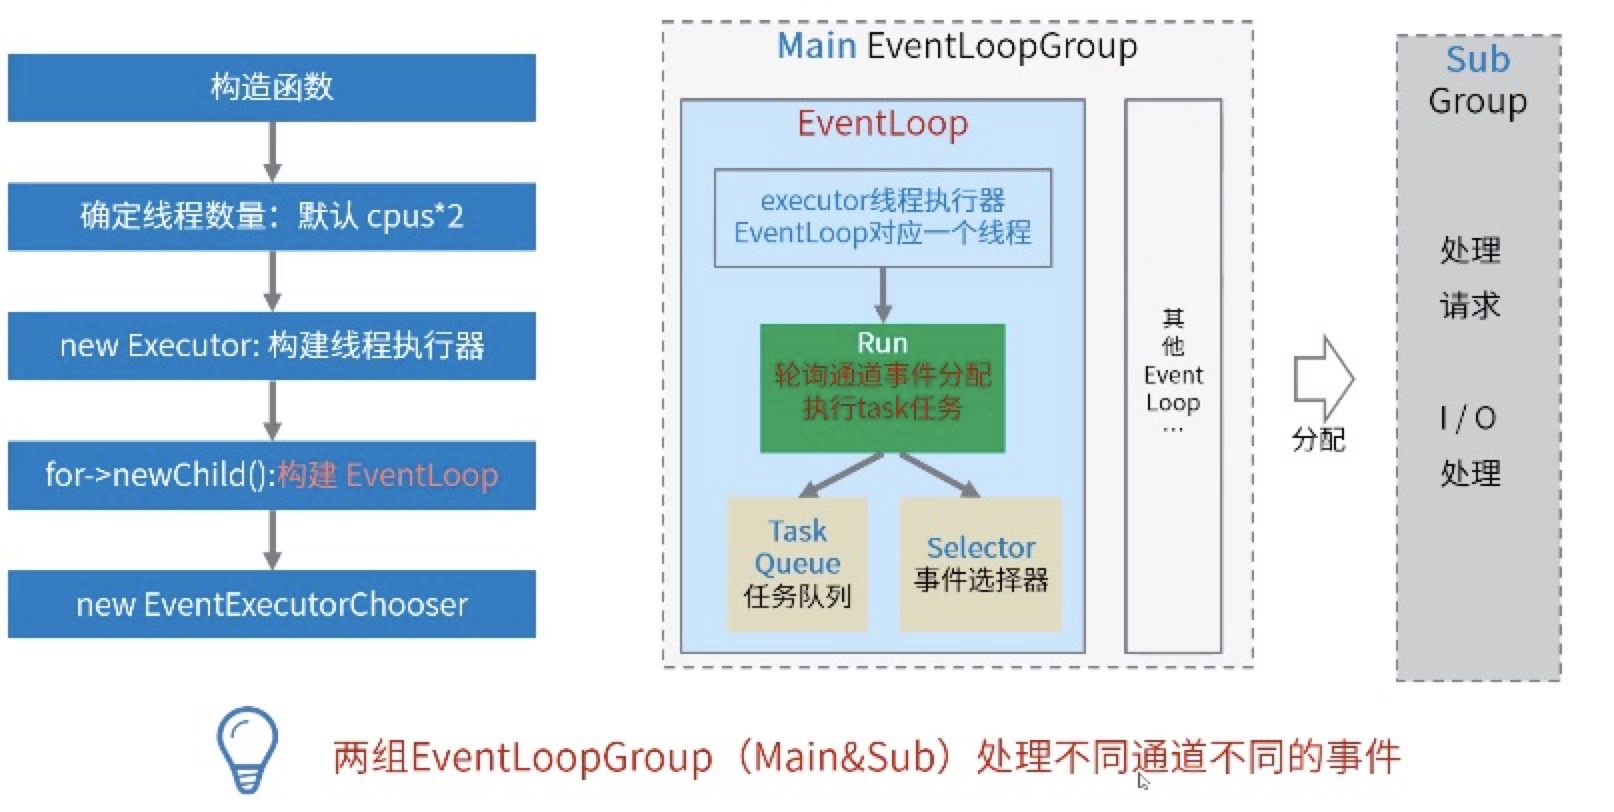 构造函数
确定线程数量：默认 cpus*2
new Executor: 构建线程执行器
for->newChild():构建 EventLoop
new EventExecutorChooser
Main EventLoopGroup
EventLoop
executor线程执行器
EventLoop对应一个线程
Run
轮询通道事件分配
执行task任务
Task
Queue
任务队列
Selector
事件选择器
其
他
Event
Loop
...
分配
Sub
Group
处理
请求
I / O
处理
两组EventLoopGroup（Main&Sub）处理不同通道不同的事件